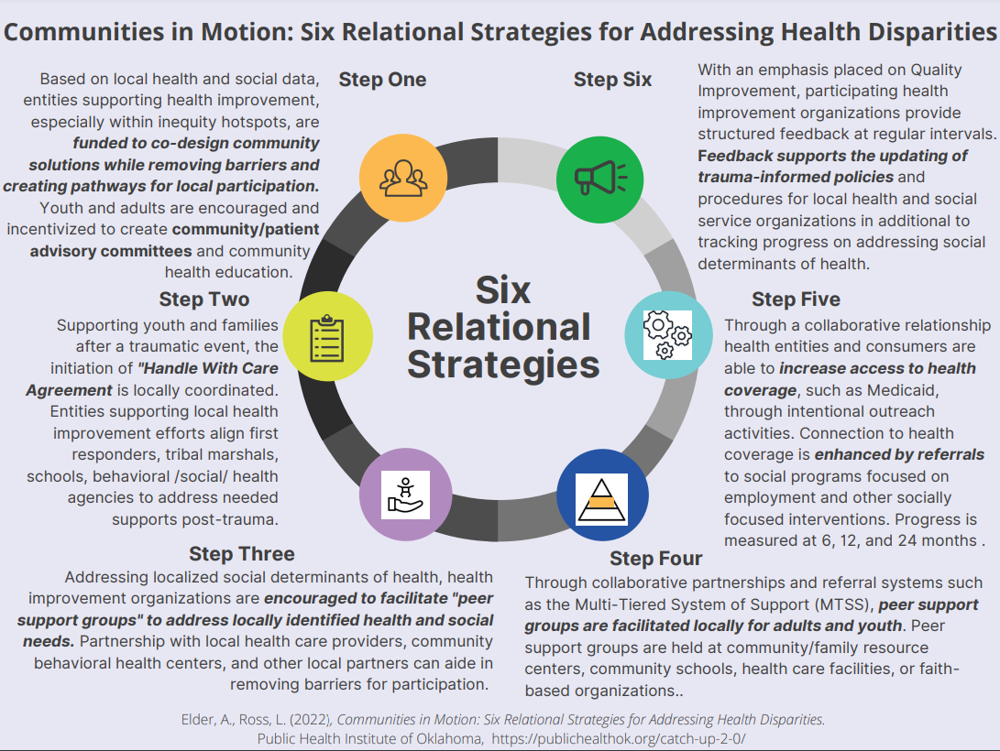 Communities in Motion: Six Relational Strategies for Addressing Health Disparities
Step One
Based on local health and social data,
entities supporting health improvement,
especially within inequity hotspots, are
funded to co-design community
solutions while removing barriers and
creating pathways for local participation.
Youth and adults are encouraged and
incentivized to create community/patient
advisory committees and community
health education.
Step Two
Supporting youth and families
after a traumatic event, the
initiation of "Handle With Care
Agreement is locally coordinated.
Entities supporting local health
improvement efforts align first
responders, tribal marshals,
schools, behavioral /social/ health
agencies to address needed
supports post-trauma.
Step Three
Addressing localized social determinants of health, health
improvement organizations are encouraged to facilitate "peer
support groups" to address locally identified health and social
needs. Partnership with local health care providers, community
behavioral health centers, and other local partners can aide in
removing barriers for participation.
Six
Relational
Strategies
Step Four
Through collaborative partnerships and referral systems such
as the Multi-Tiered System of Support (MTSS), peer support
groups are facilitated locally for adults and youth. Peer
support groups are held at community/family resource
centers, community schools, health care facilities, or faith-
based organizations..
Step Five
Through a collaborative relationship
health entities and consumers are
able to increase access to health
coverage, such as Medicaid,
through intentional outreach
activities. Connection to health
coverage is enhanced by referrals
to social programs focused on
employment and other socially
focused interventions. Progress is
measured at 6, 12, and 24 months .
Step Six
With an emphasis placed on Quality
Improvement, participating health
improvement organizations provide
structured feedback at regular intervals.
Feedback supports the updating of
trauma-informed policies and
procedures for local health and social
service organizations in additional to
tracking progress on addressing social
determinants of health.
Elder, A., Ross, L. (2022), Communities in Motion: Six Relational Strategies for Addressing Health Disparities.
Public Health Institute of Oklahoma, https://publichealthok.org/catch-up-2-0/